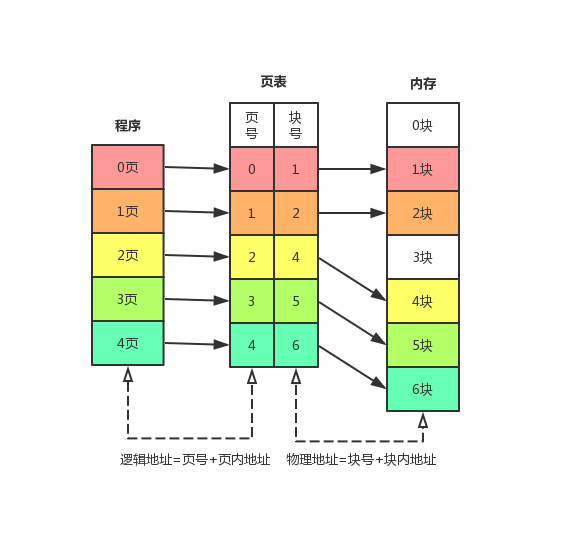 程序
0页
1页
2页
3页
4页
页表
页号 块号
0 1
1 2
2 4
3 5
4 6
内存
0块
1块
2块
3块
4块
5块
6块
逻辑地址=页号+页内地址
物理地址=块号+块内地址